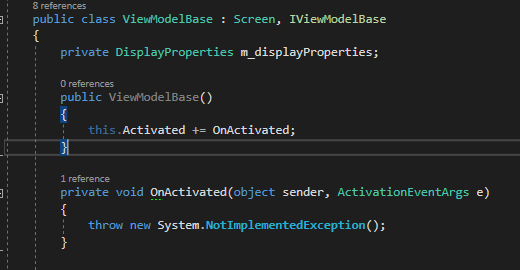 8 references
public class ViewModelBase : Screen, IViewModelBase
{
private DisplayProperties m_displayProperties;
0 references
public ViewModelBase()
{
this.Activated += OnActivated;
}
1 reference
private void OnActivated(object sender, ActivationEventArgs e)
{
throw new System.NotImplementedException();
}